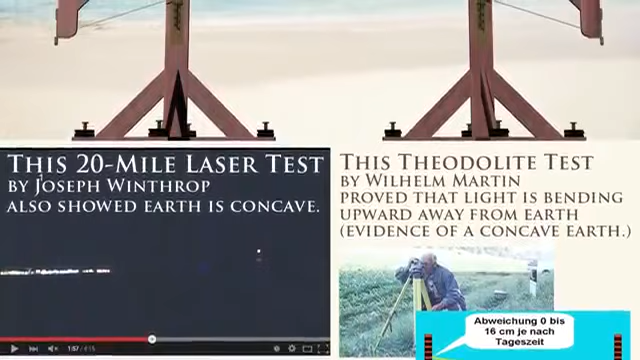 THIS 20-MILE LASER TEST
BY JOSEPH WINTHROP
ALSO SHOWED EARTH IS CONCAVE.
1:57 / 4:15
THIS THEODOLITE TEST
BY WILHELM MARTIN
PROVED THAT LIGHT IS BENDING
UPWARD AWAY FROM EARTH
(EVIDENCE OF A CONCAVE EARTH.)
Abweichung 0 bis
16 cm je nach
Tageszeit